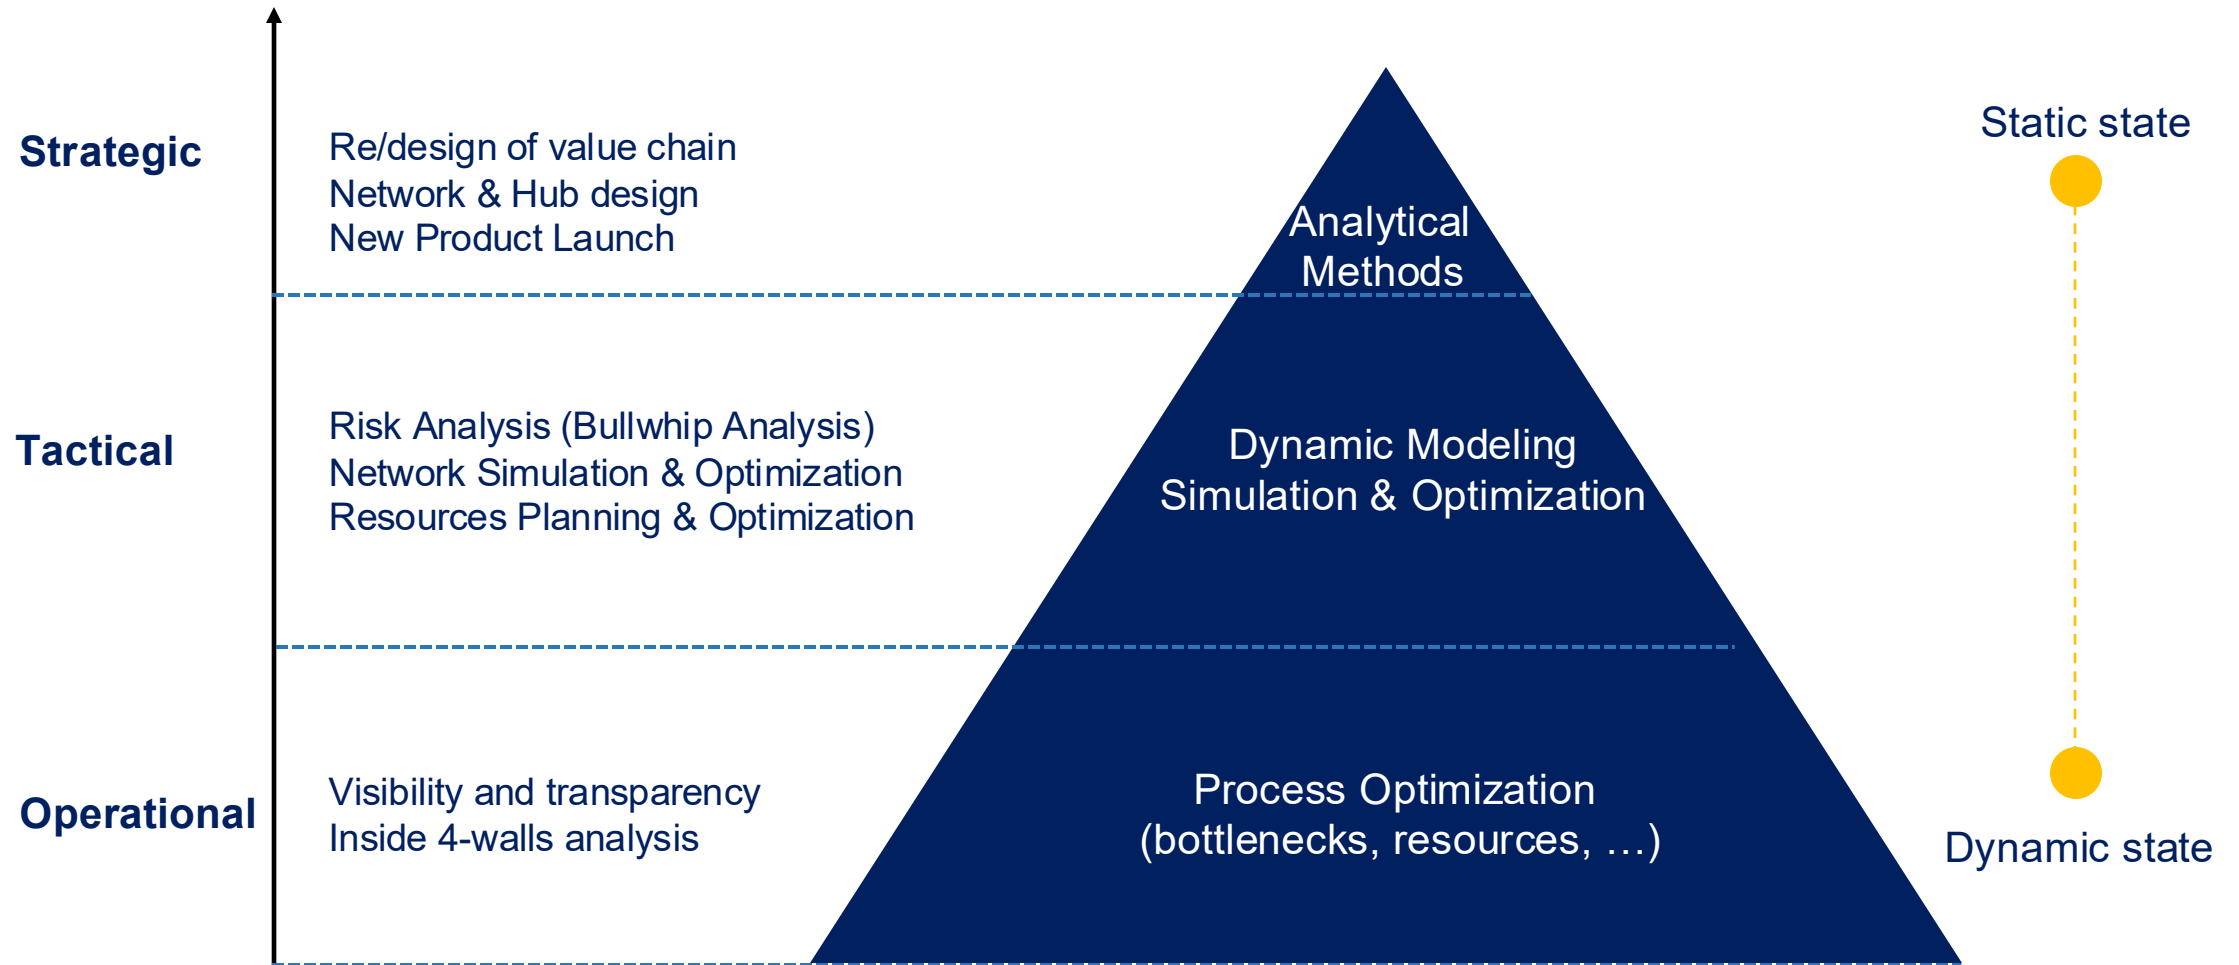 Strategic
Re/design of value chain
Network & Hub design
New Product Launch
Analytical
Methods
Static state
Tactical
Risk Analysis (Bullwhip Analysis)
Network Simulation & Optimization
Resources Planning & Optimization
Dynamic Modeling
Simulation & Optimization
Operational
Visibility and transparency
Inside 4-walls analysis
Process Optimization
(bottlenecks, resources, …)
Dynamic state